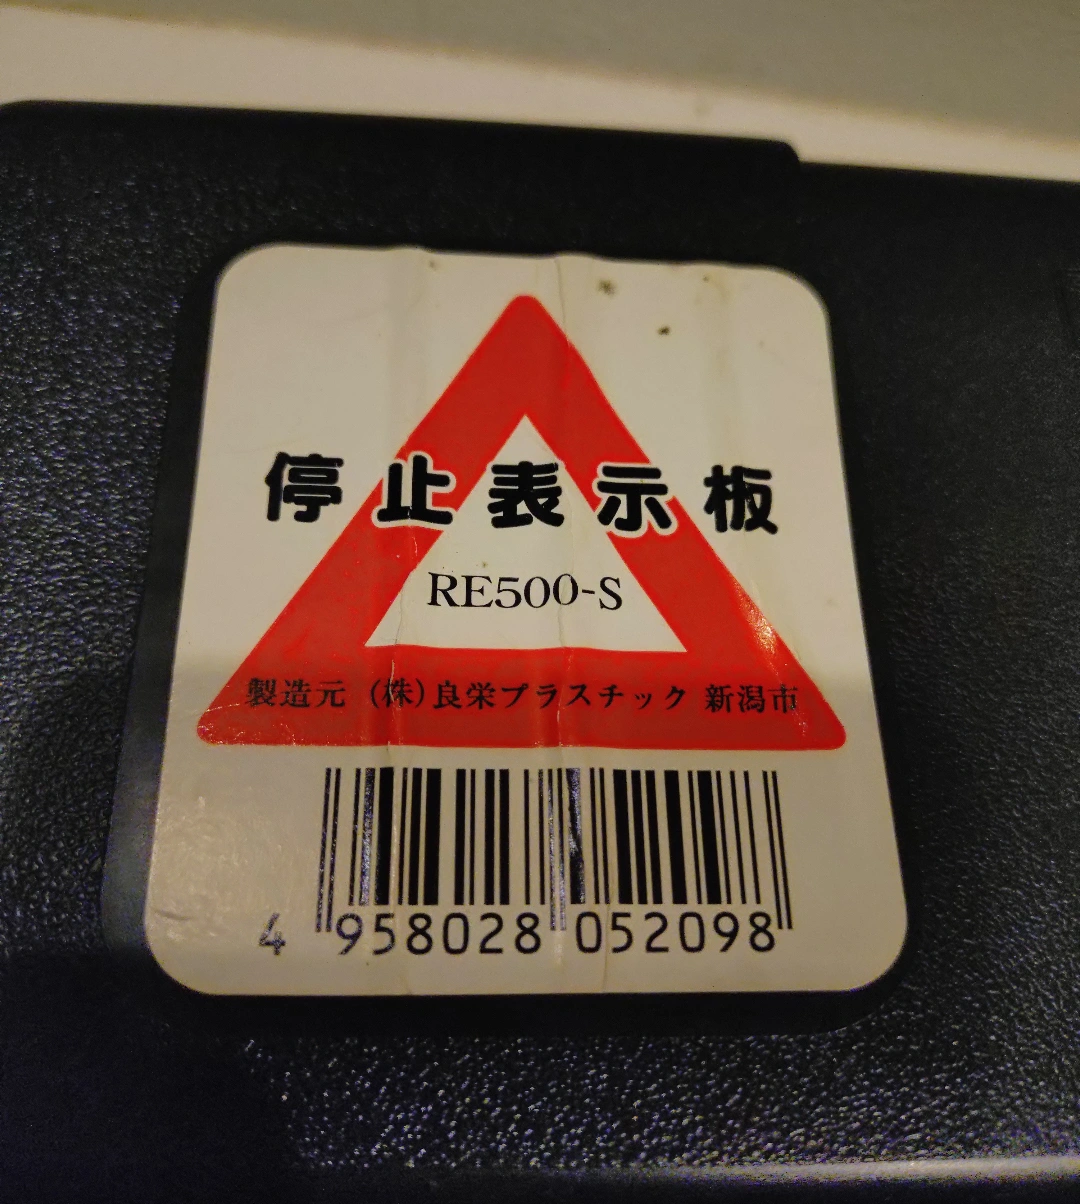 停止表示板
RE500-S
製造元 (株)良栄プラスチック 新潟市
4 958028 052098